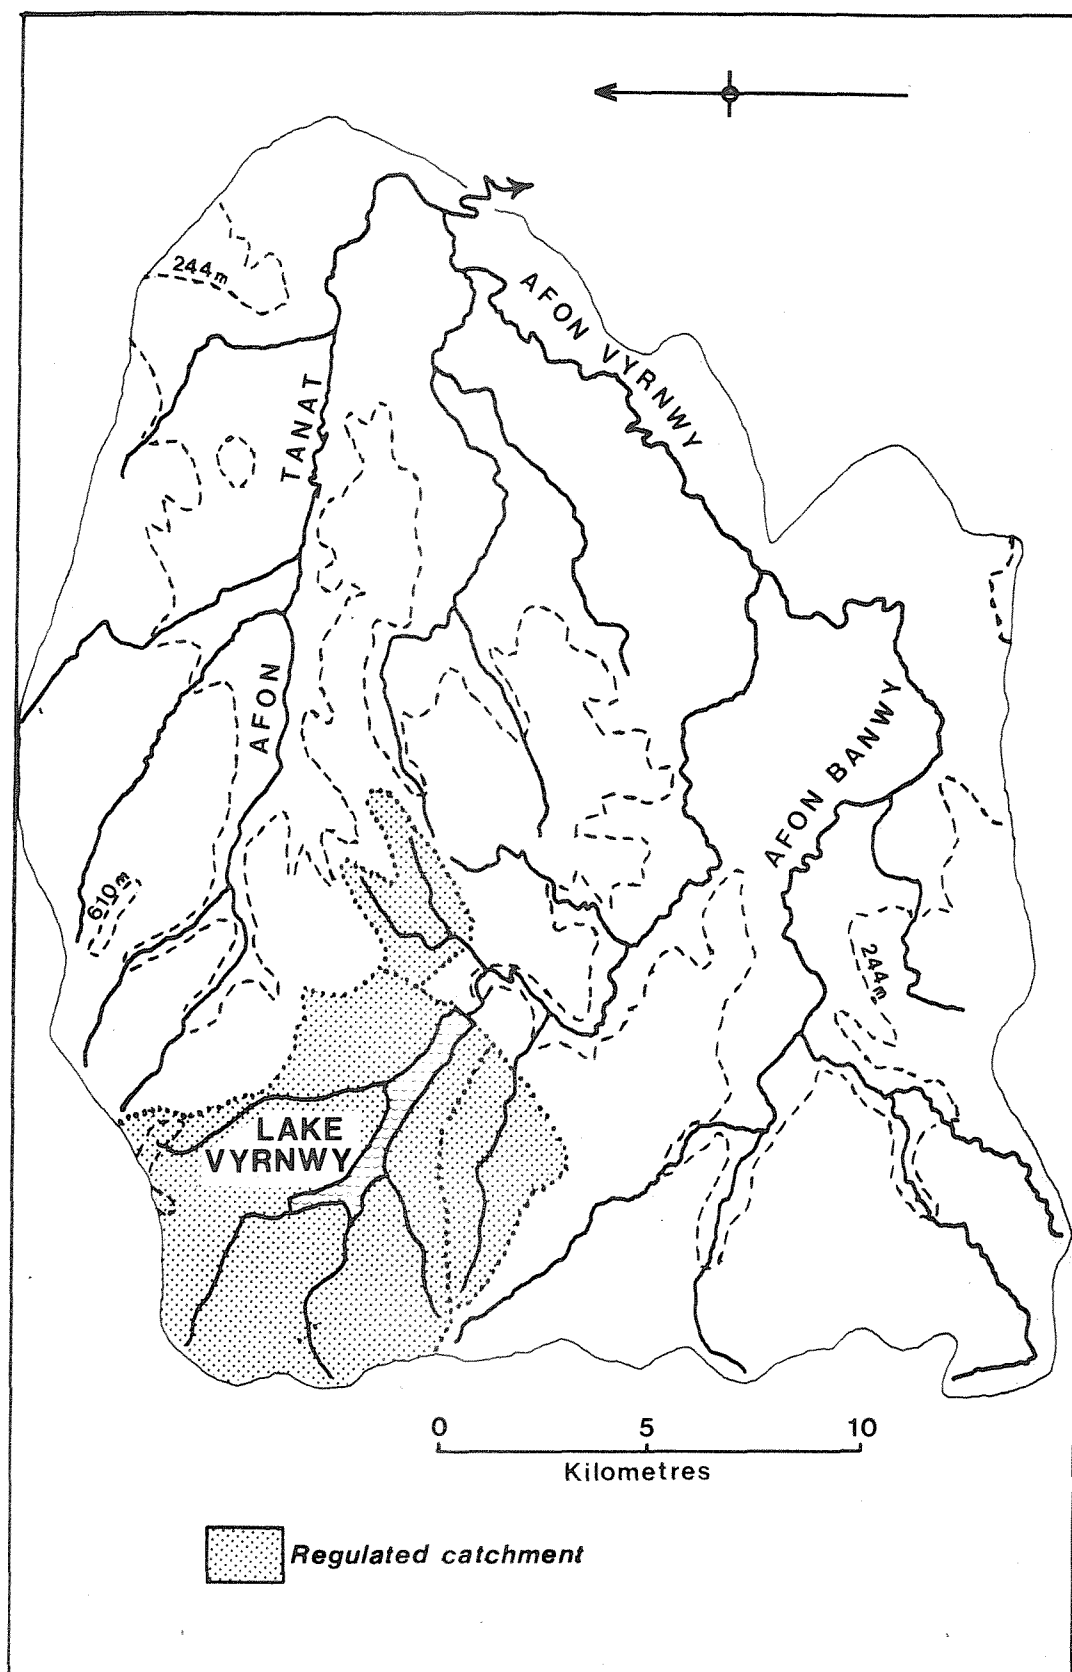 244m
AFON VYRNWY
AFON TANAT
610m
AFON BANWY
244m
LAKE
VYRNWY
0 5 10
Kilometres
Regulated catchment